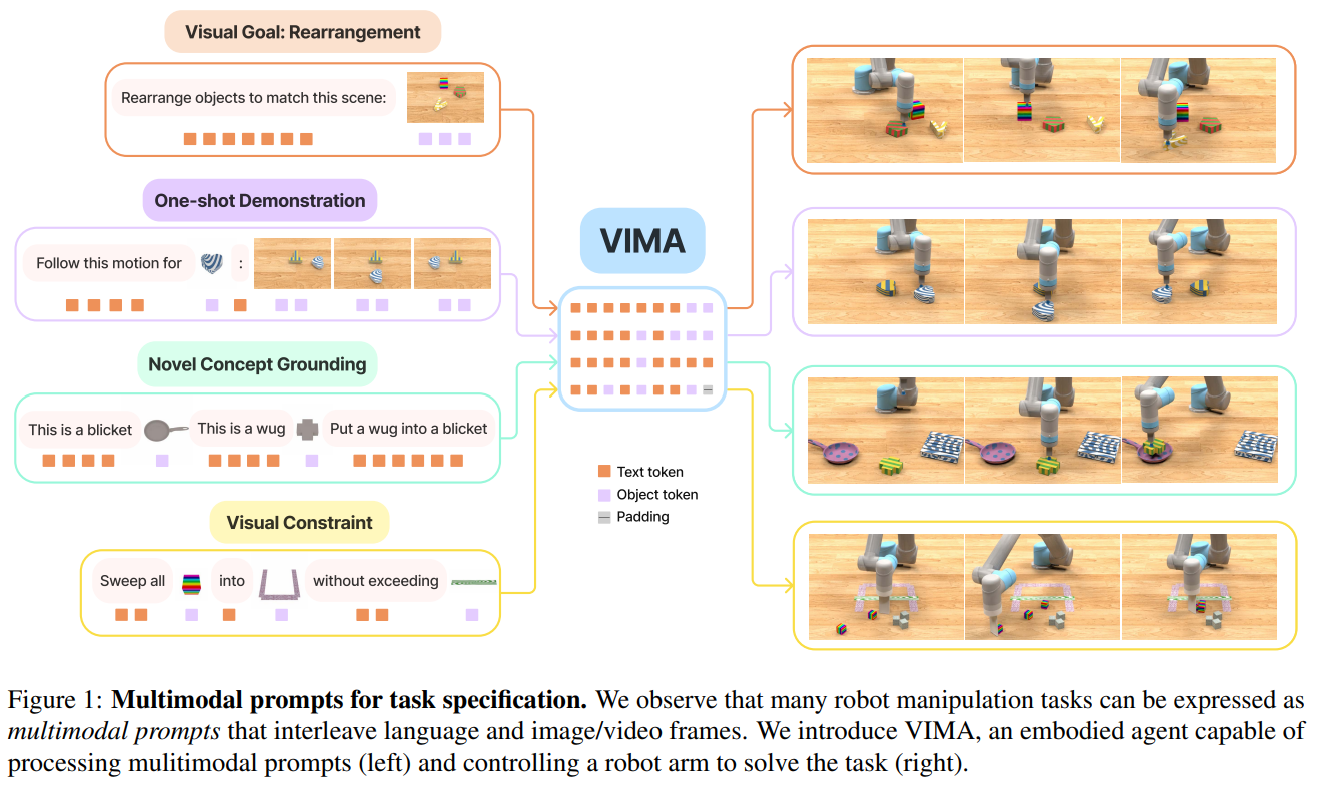 Visual Goal: Rearrangement
Rearrange objects to match this scene:
One-shot Demonstration
Follow this motion for :
Novel Concept Grounding
This is a blicket This is a wug Put a wug into a blicket
Visual Constraint
Sweep all into without exceeding
VIMA
Text token
Object token
Padding
Figure 1: Multimodal prompts for task specification. We observe that many robot manipulation tasks can be expressed as
multimodal prompts that interleave language and image/video frames. We introduce VIMA, an embodied agent capable of
processing mulitimodal prompts (left) and controlling a robot arm to solve the task (right).